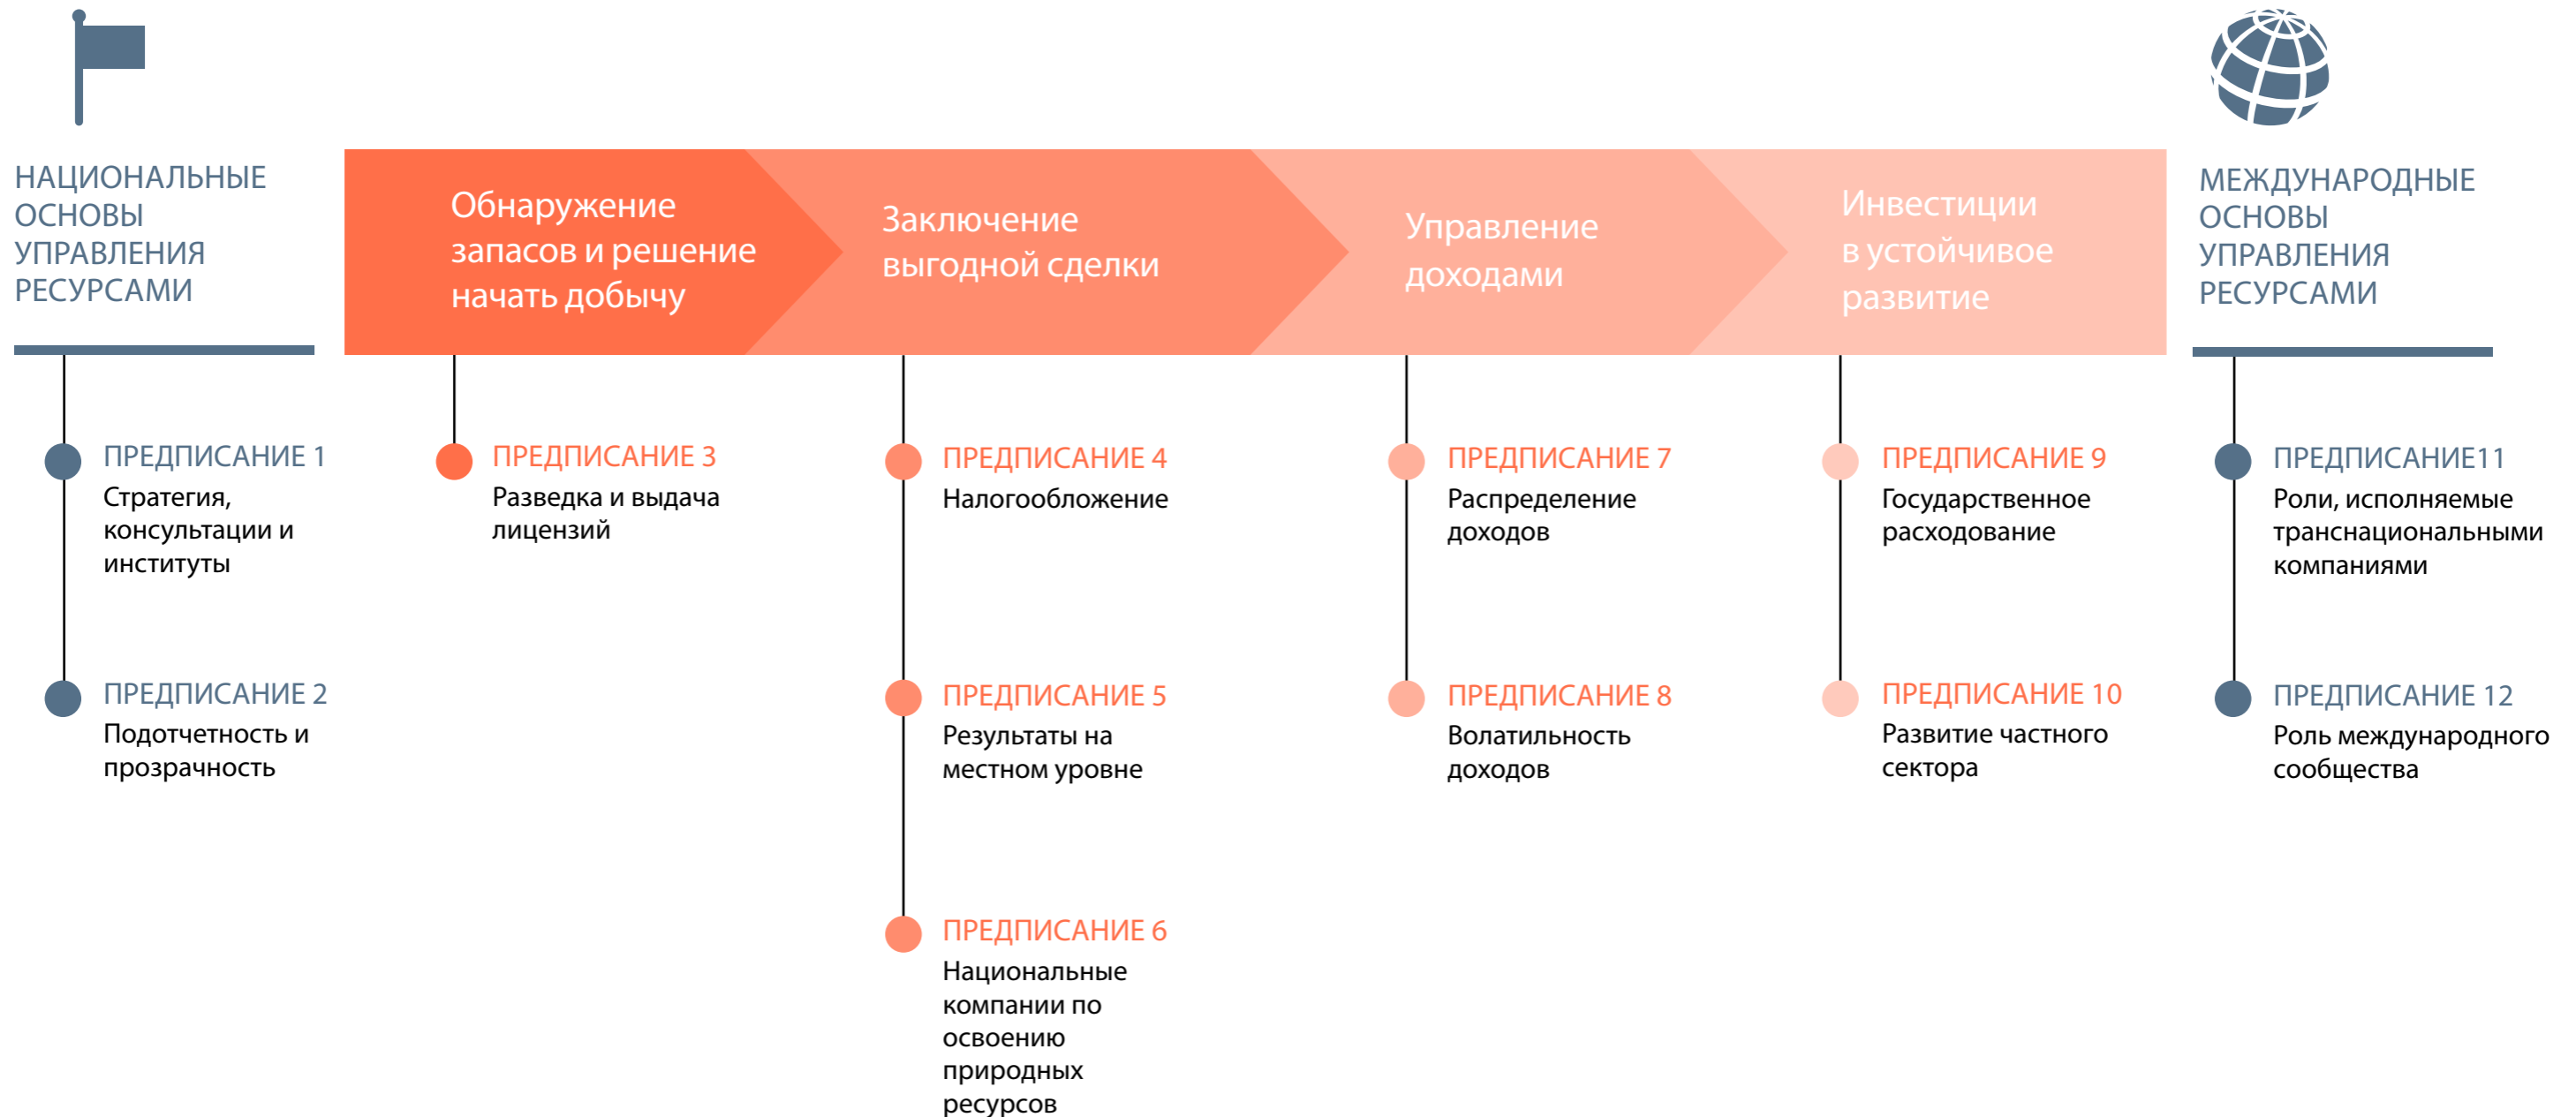 НАЦИОНАЛЬНЫЕ
ОСНОВЫ
УПРАВЛЕНИЯ
РЕСУРСАМИ
Обнаружение
запасов и решение
начать добычу
Заключение
выгодной сделки
Управление
доходами
Инвестиции
в устойчивое
развитие
МЕЖДУНАРОДНЫЕ
ОСНОВЫ
УПРАВЛЕНИЯ
РЕСУРСАМИ
ПРЕДПИСАНИЕ 1
Стратегия,
консультации и
институты
ПРЕДПИСАНИЕ 2
Подотчетность и
прозрачность
ПРЕДПИСАНИЕ 3
Разведка и выдача
лицензий
ПРЕДПИСАНИЕ 4
Налогообложение
ПРЕДПИСАНИЕ 5
Результаты на
местном уровне
ПРЕДПИСАНИЕ 6
Национальные
компании по
освоению
природных
ресурсов
ПРЕДПИСАНИЕ 7
Распределение
доходов
ПРЕДПИСАНИЕ 8
Волатильность
доходов
ПРЕДПИСАНИЕ 9
Государственное
расходование
ПРЕДПИСАНИЕ 10
Развитие частного
сектора
ПРЕДПИСАНИЕ11
Роли, исполняемые
транснациональными
компаниями
ПРЕДПИСАНИЕ 12
Роль международного
сообщества